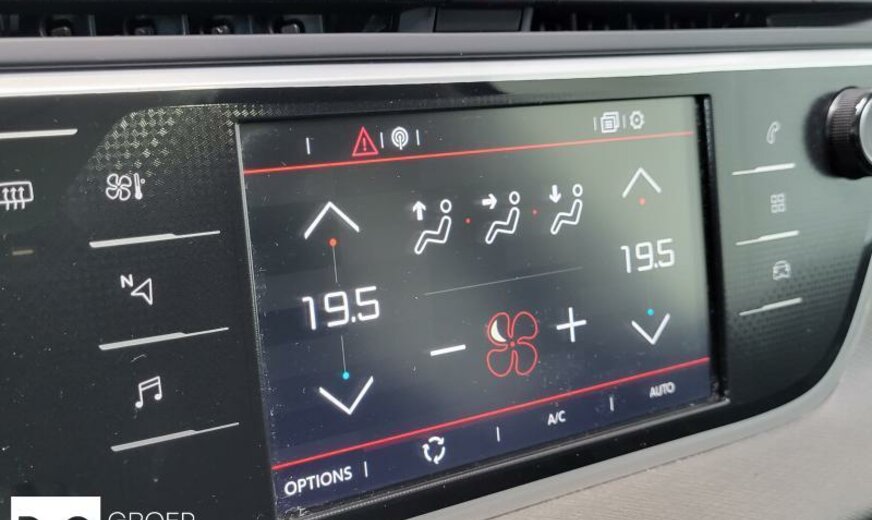 N
19.5
19.5
OPTIONS
A/C
AUTO
GROEP